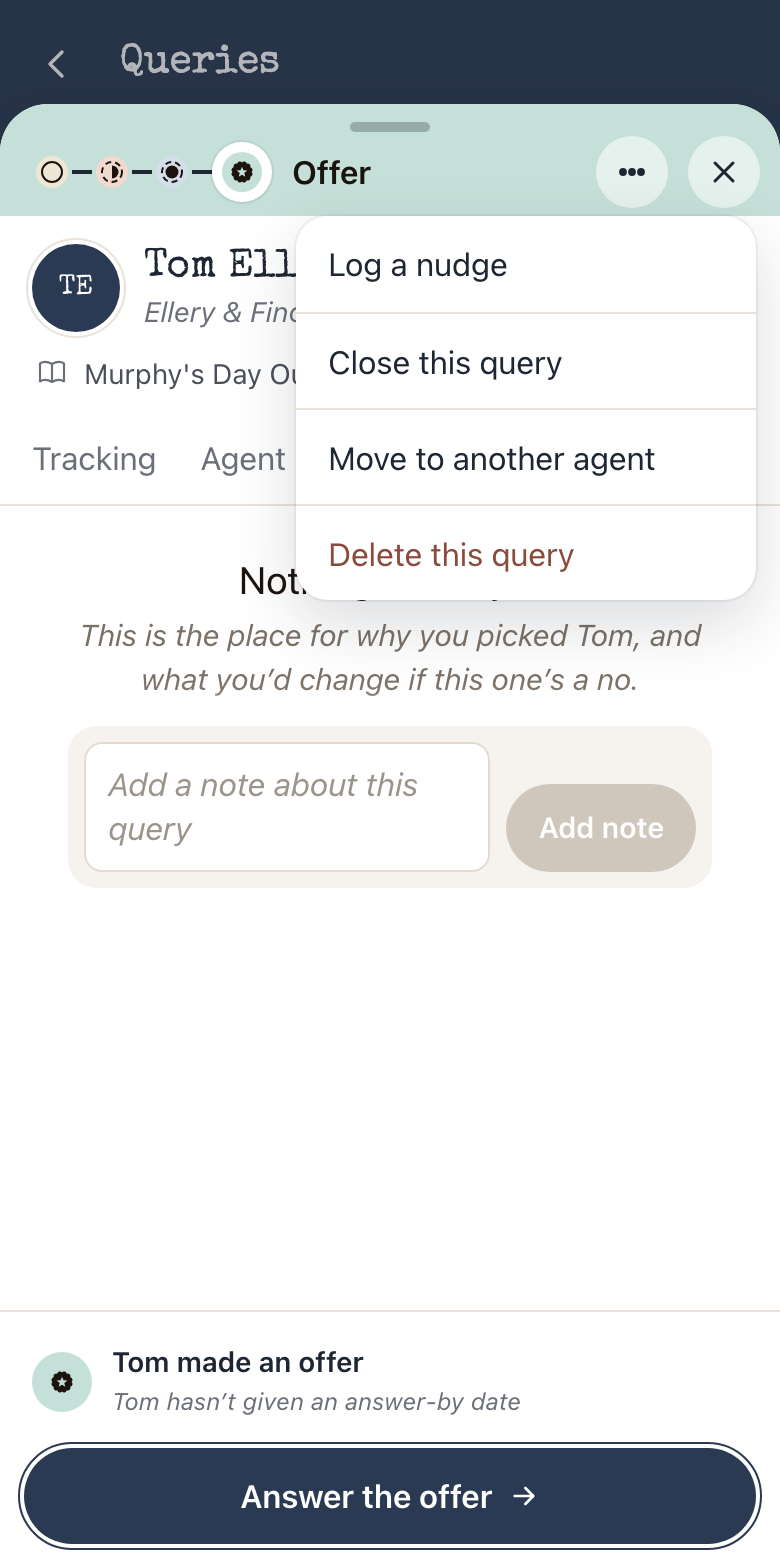 Queries
Offer
Log a nudge
Close this query
Move to another agent
Delete this query
TE
Tom Ell
Ellery &
Murphy's Day
Tracking
Agent
This is the place for why you picked Tom, and
what you’d change if this one’s a no.
Add a note about this
query
Add note
Tom made an offer
Tom hasn’t given an answer-by date
Answer the offer →